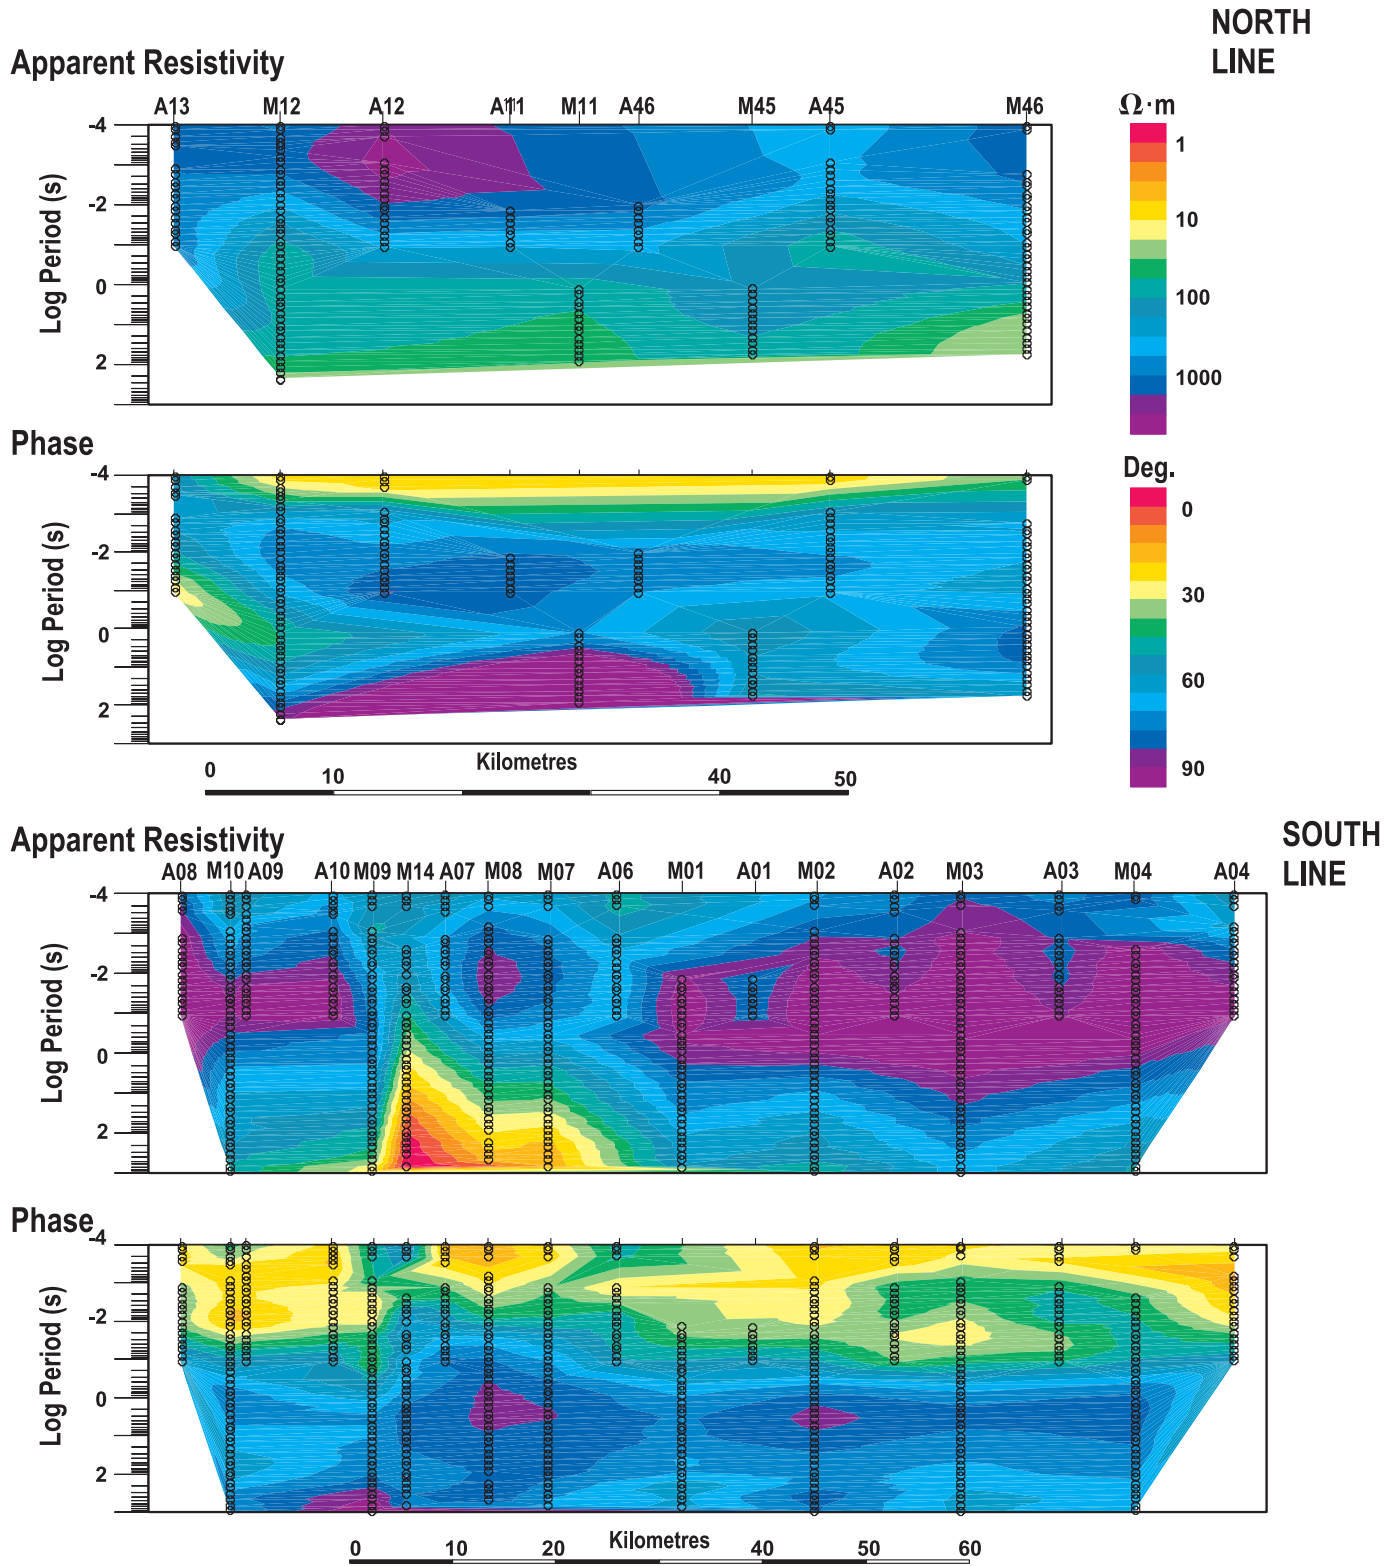 NORTH
LINE
Apparent Resistivity
A13 M12 A12 A11 M11 A46 M45 A45 M46
Ω·m
-4
-2
0
2
Log Period (s)
1
10
100
1000
Phase
-4
-2
0
2
Log Period (s)
Deg.
0
30
60
90
Kilometres
0 10 40 50
SOUTH
LINE
Apparent Resistivity
A08 M10 A09 A10 M09 M14 A07 M08 M07 A06 M01 A01 M02 A02 M03 A03 M04 A04
-4
-2
0
2
Log Period (s)
Phase
-4
-2
0
2
Log Period (s)
Kilometres
0 10 20 40 50 60